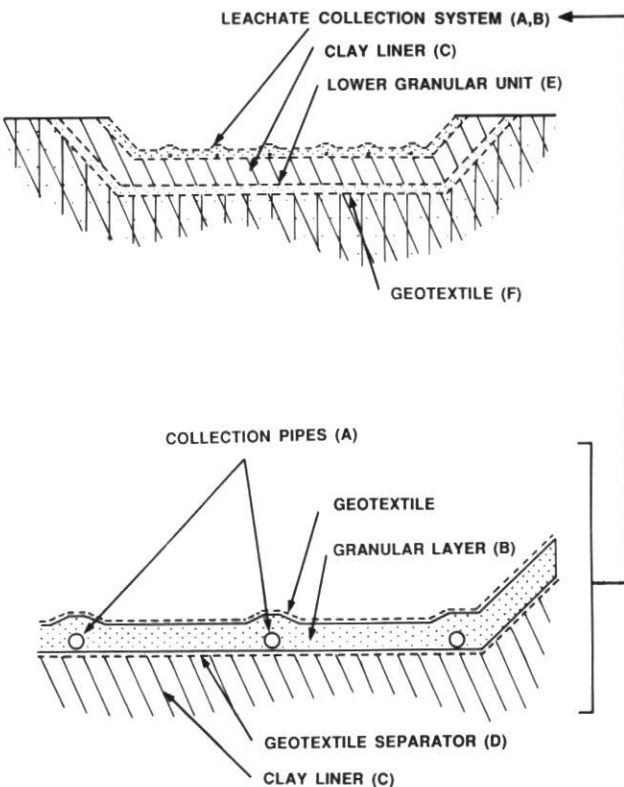 LEACHATE COLLECTION SYSTEM (A,B)
CLAY LINER (C)
LOWER GRANULAR UNIT (E)
GEOTEXTILE (F)
COLLECTION PIPES (A)
GEOTEXTILE
GRANULAR LAYER (B)
GEOTEXTILE SEPARATOR (D)
CLAY LINER (C)